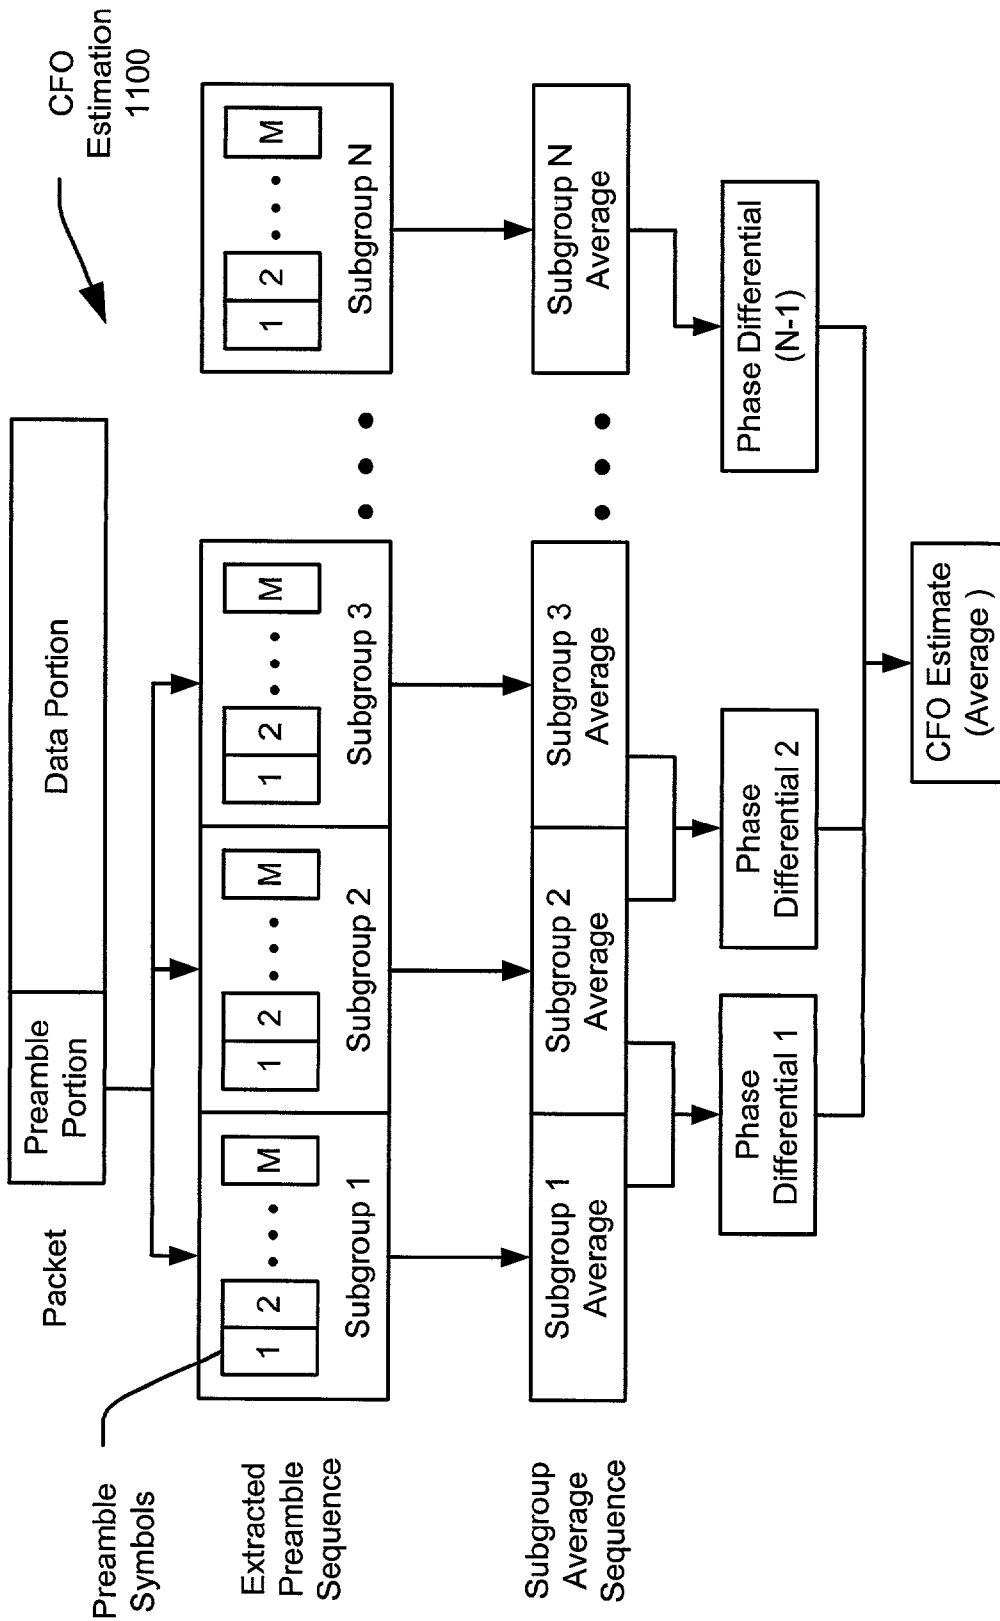 CFO
Estimation
1100
Packet
Preamble
Portion
Data Portion
Preamble
Symbols
Extracted
Preamble
Sequence
1 2 M
Subgroup 1
1 2 M
Subgroup 2
1 2 M
Subgroup 3
1 2 M
Subgroup N
Subgroup
Average
Sequence
Subgroup 1
Average
Subgroup 2
Average
Subgroup 3
Average
Subgroup N
Average
Phase
Differential 1
Phase
Differential 2
Phase Differential
(N-1)
CFO Estimate
(Average )